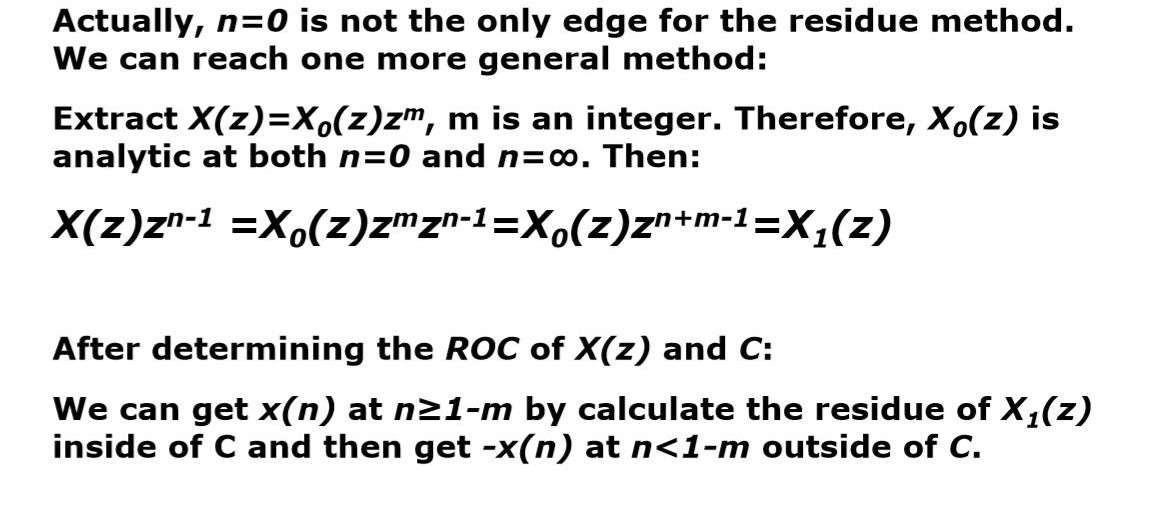 Actually, n=0 is not the only edge for the residue method.
We can reach one more general method:
Extract X(z)=X₀(z)zᵐ, m is an integer. Therefore, X₀(z) is
analytic at both n=0 and n=∞. Then:
X(z)zⁿ⁻¹ =X₀(z)zᵐzⁿ⁻¹=X₀(z)zⁿ⁺ᵐ⁻¹=X₁(z)
After determining the ROC of X(z) and C:
We can get x(n) at n≥1-m by calculate the residue of X₁(z)
inside of C and then get -x(n) at n<1-m outside of C.